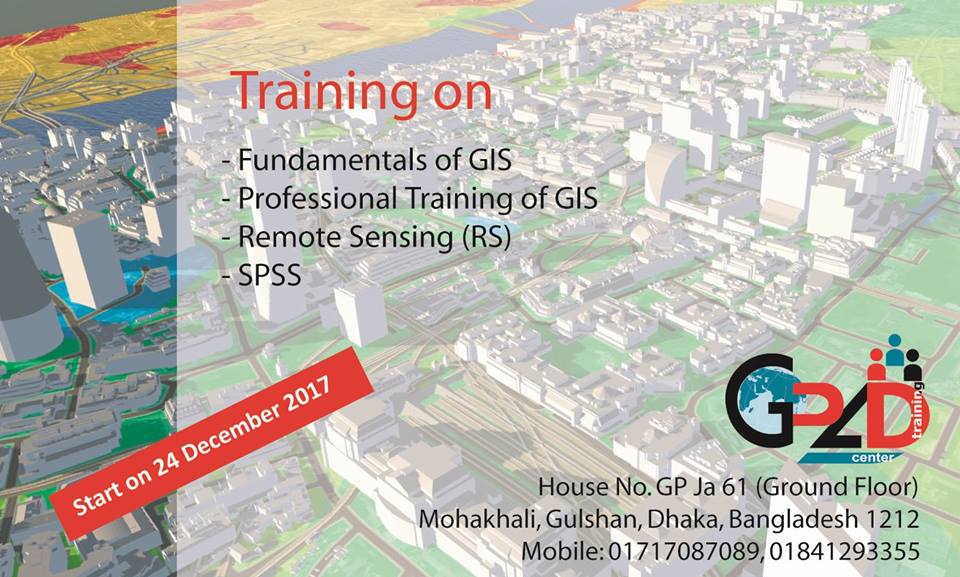 Training on
- Fundamentals of GIS
- Professional Training of GIS
- Remote Sensing (RS)
- SPSS
Start on 24 December 2017
GP2D
training
center
House No. GP Ja 61 (Ground Floor)
Mohakhali, Gulshan, Dhaka, Bangladesh 1212
Mobile: 01717087089, 01841293355